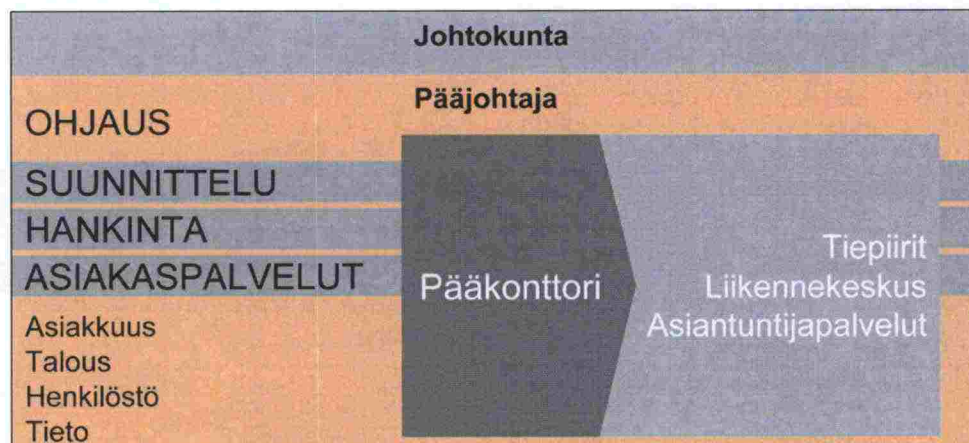 Johtokunta
Pääjohtaja
OHJAUS
SUUNNITTELU
HANKINTA
ASIAKASPALVELUT
Asiakkuus
Talous
Henkilöstö
Tieto
Pääkonttori
Tiepiirit
Liikennekeskus
Asiantuntijapalvelut